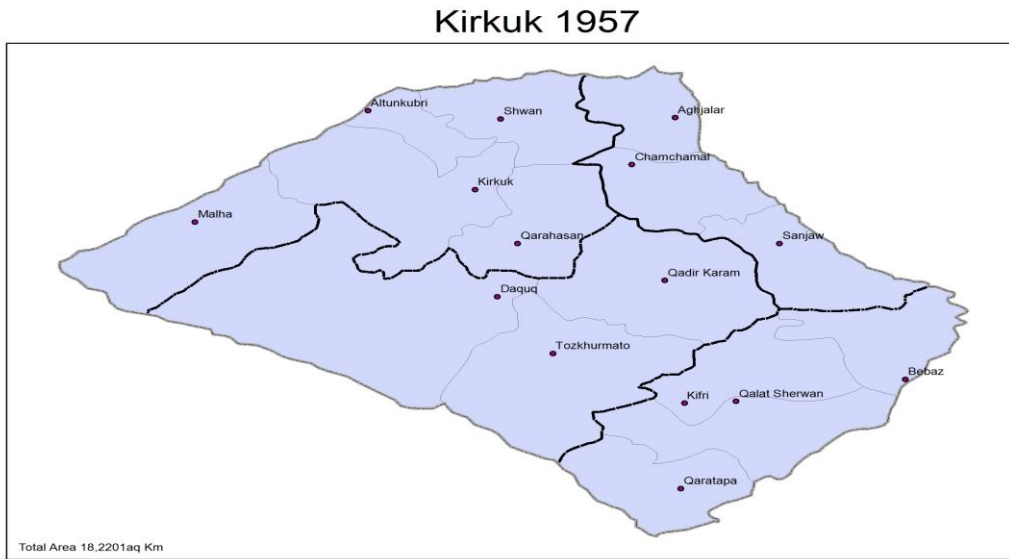 Kirkuk 1957
Altunkubri
Shwan
Aghjalar
Chamchamal
Kirkuk
Malha
Qarahasan
Sanjaw
Qadir Karam
Daquq
Tozkhurmato
Bebaz
Kifri
Qalat Sherwan
Qaratapa
Total Area 18,2201aq Km